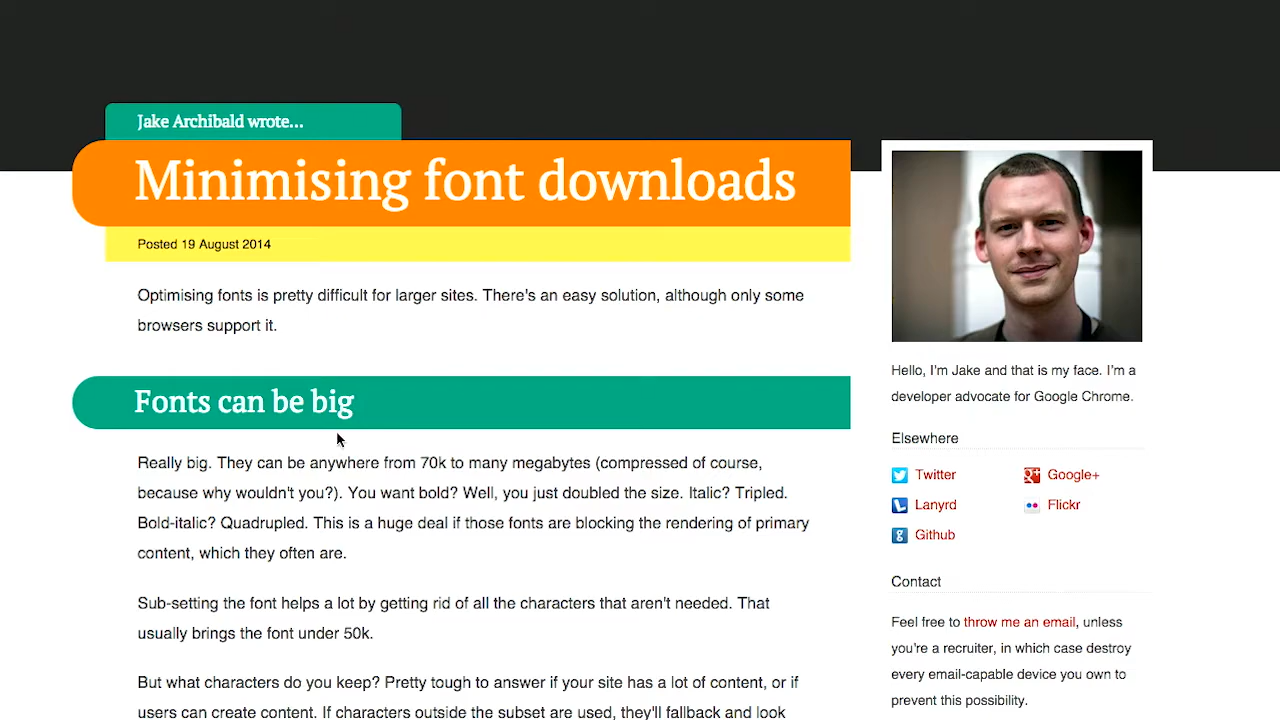 Jake Archibald wrote...
Minimising font downloads
Posted 19 August 2014
Optimising fonts is pretty difficult for larger sites. There's an easy solution, although only some
browsers support it.
Fonts can be big
Really big. They can be anywhere from 70k to many megabytes (compressed of course,
because why wouldn't you?). You want bold? Well, you just doubled the size. Italic? Tripled.
Bold-italic? Quadrupled. This is a huge deal if those fonts are blocking the rendering of primary
content, which they often are.
Sub-setting the font helps a lot by getting rid of all the characters that aren't needed. That
usually brings the font under 50k.
But what characters do you keep? Pretty tough to answer if your site has a lot of content, or if
users can create content. If characters outside the subset are used, they'll fallback and look
Hello, I'm Jake and that is my face. I'm a
developer advocate for Google Chrome.
Elsewhere
Twitter
Google+
Lanyrd
Flickr
Github
Contact
Feel free to throw me an email, unless
you're a recruiter, in which case destroy
every email-capable device you own to
prevent this possibility.